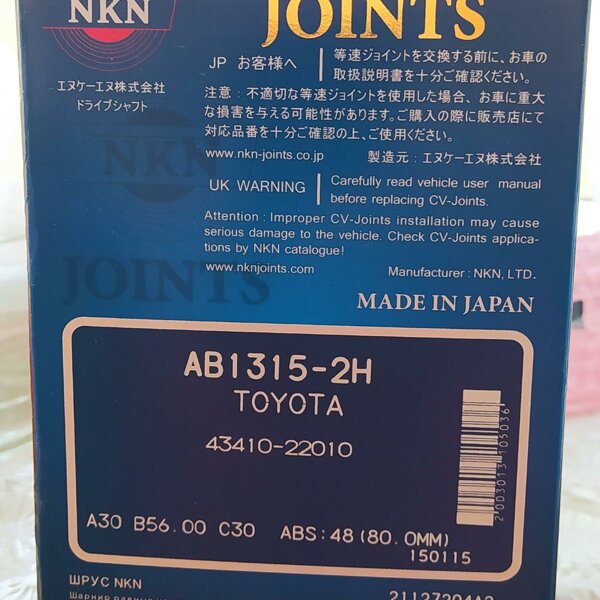 NKN
JOINTS
エヌケーエヌ株式会社
ドライブシャフト
JP お客様へ
等速ジョイントを交換する前に、お車の
取扱説明書を十分ご確認ください。
注意：不適切な等速ジョイントを使用した場合、お車に重大
な損害を与える可能性があります。ご購入の際に販売店にて
対応品番を十分ご確認の上、ご使用ください。
www.nkn-joints.co.jp 製造元：エヌケーエヌ株式会社
UK WARNING
Carefully read vehicle user manual
before replacing CV-Joints.
Attention : Improper CV-Joints installation may cause
serious damage to the vehicle. Check CV-Joints applica-
tions by NKN catalogue!
www.nknjoints.com Manufacturer : NKN, LTD.
NKN
JOINTS
MADE IN JAPAN
AB1315-2H
TOYOTA
43410-22010
2003013105036
A30 B56.00 C30 ABS:48(80.0MM)
150115
ШРУС NKN
Шарнир